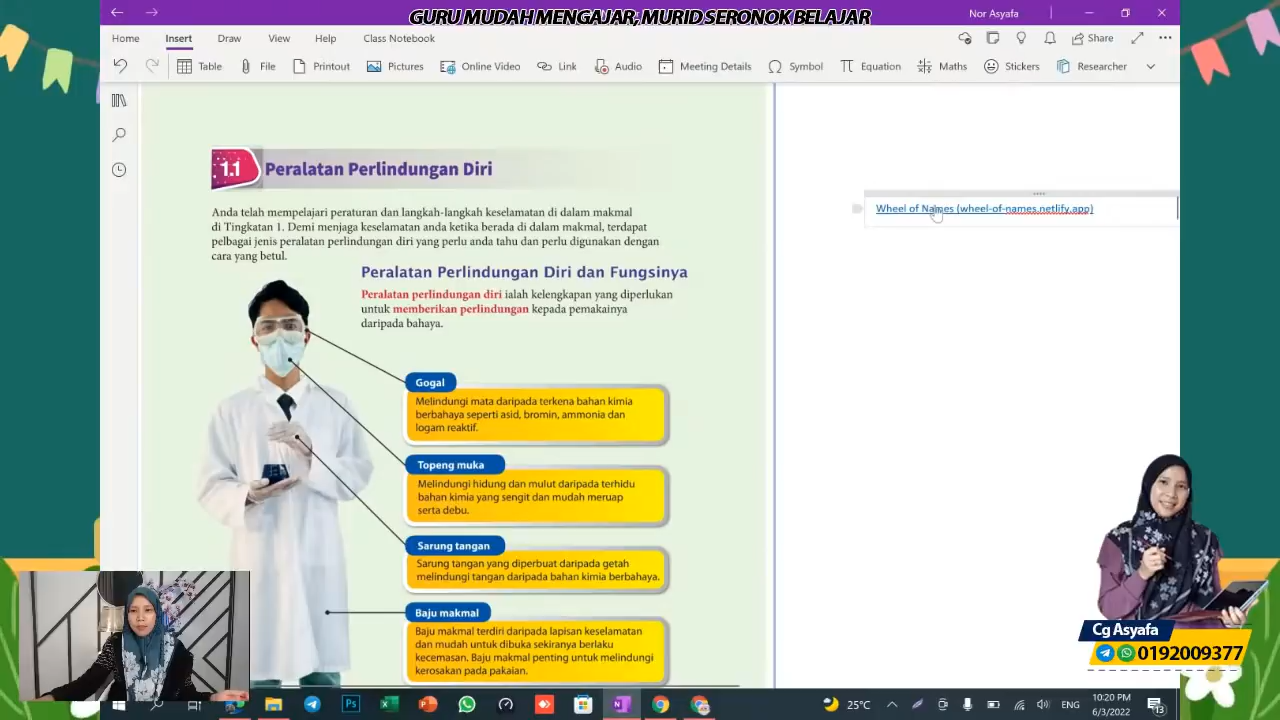 GURU MUDAH MENGAJAR, MURID SERONOK BELAJAR
Nor Asyafa
Home Insert Draw View Help Class Notebook
Share
Table File Printout Pictures Online Video Link Audio Meeting Details Symbol Equation Maths Stickers Researcher
1.1 Peralatan Perlindungan Diri
Anda telah mempelajari peraturan dan langkah-langkah keselamatan di dalam makmal
di Tingkatan 1. Demi menjaga keselamatan anda ketika berada di dalam makmal, terdapat
pelbagai jenis peralatan perlindungan diri yang perlu anda tahu dan perlu digunakan dengan
cara yang betul.
Peralatan Perlindungan Diri dan Fungsinya
Peralatan perlindungan diri ialah kelengkapan yang diperlukan
untuk memberikan perlindungan kepada pemakainya
daripada bahaya.
Gogal
Melindungi mata daripada terkena bahan kimia
berbahaya seperti asid, bromin, ammonia dan
logam reaktif.
Topeng muka
Melindungi hidung dan mulut daripada terhidu
bahan kimia yang sengit dan mudah meruap
serta debu.
Sarung tangan
Sarung tangan yang diperbuat daripada getah
melindungi tangan daripada bahan kimia berbahaya.
Baju makmal
Baju makmal terdiri daripada lapisan keselamatan
dan mudah untuk dibuka sekiranya berlaku
kecemasan. Baju makmal penting untuk melindungi
kerosakan pada pakaian.
Wheel of Names (wheel-of-names.netlify.app)
Cg Asyafa
0192009377
25°C
ENG
10:20 PM
6/3/2022
13